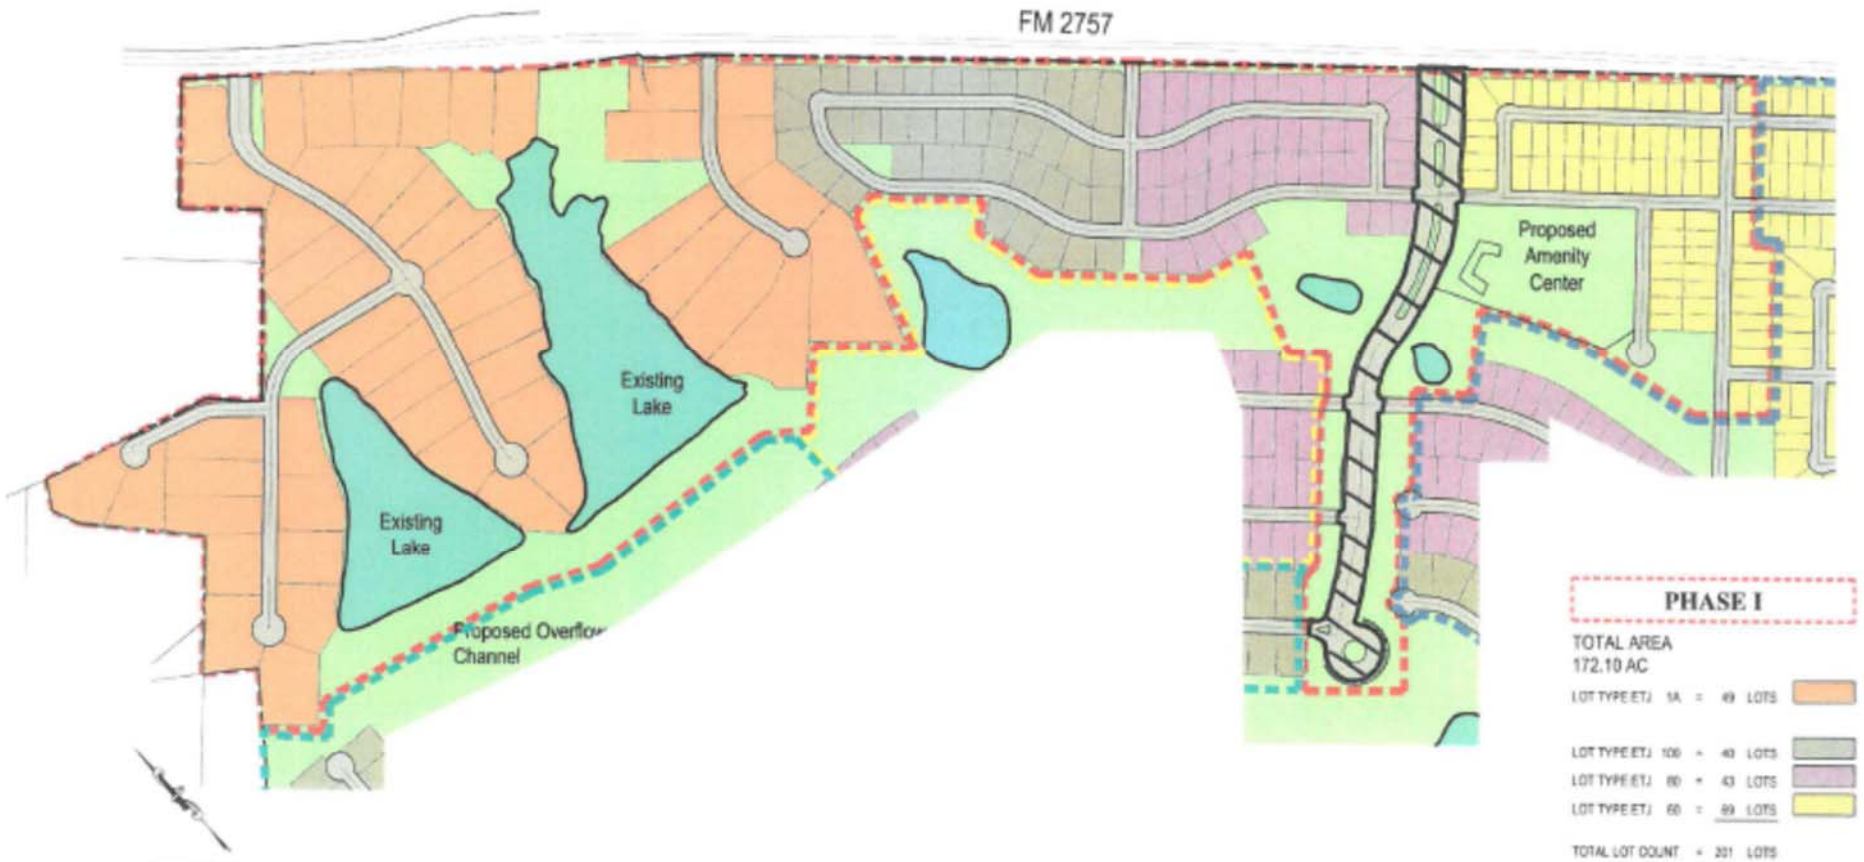 FM 2757
Proposed
Amenity
Center
Existing
Lake
Existing
Lake
Proposed Overflow
Channel
PHASE I
TOTAL AREA
172.10 AC
LOT TYPE ETJ 1A = 49 LOTS
LOT TYPE ETJ 100 = 40 LOTS
LOT TYPE ETJ 80 = 43 LOTS
LOT TYPE ETJ 60 = 69 LOTS
TOTAL LOT COUNT = 201 LOTS